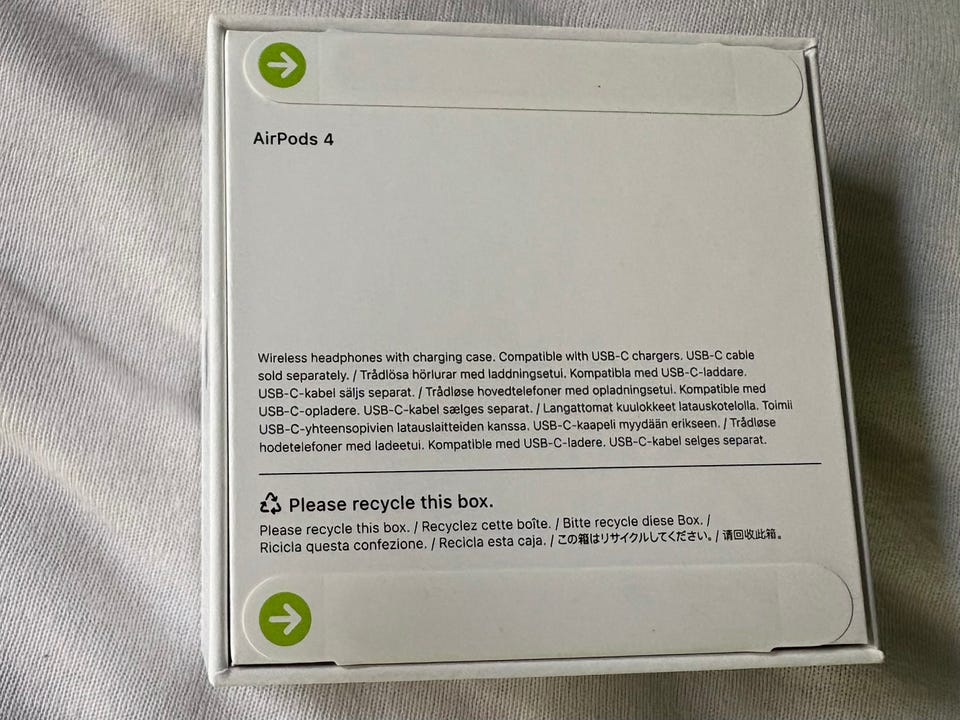 AirPods 4
Wireless headphones with charging case. Compatible with USB-C chargers. USB-C cable
sold separately. / Trådlösa hörlurar med laddningsetui. Kompatibla med USB-C-laddare.
USB-C-kabel säljs separat. / Trådløse hovedtelefoner med opladningsetui. Kompatible med
USB-C-opladere. USB-C-kabel sælges separat. / Langattomat kuulokkeet latauskotelolla. Toimii
USB-C-yhteensopivien latauslaitteiden kanssa. USB-C-kaapeli myydään erikseen. / Trådløse
hodetelefoner med ladeetui. Kompatible med USB-C-ladere. USB-C-kabel selges separat.
Please recycle this box.
Please recycle this box. / Recyclez cette boîte. / Bitte recycle diese Box. /
Ricicla questa confezione. / Recicla esta caja. / この箱はリサイクルしてください。/ 请回收此箱。